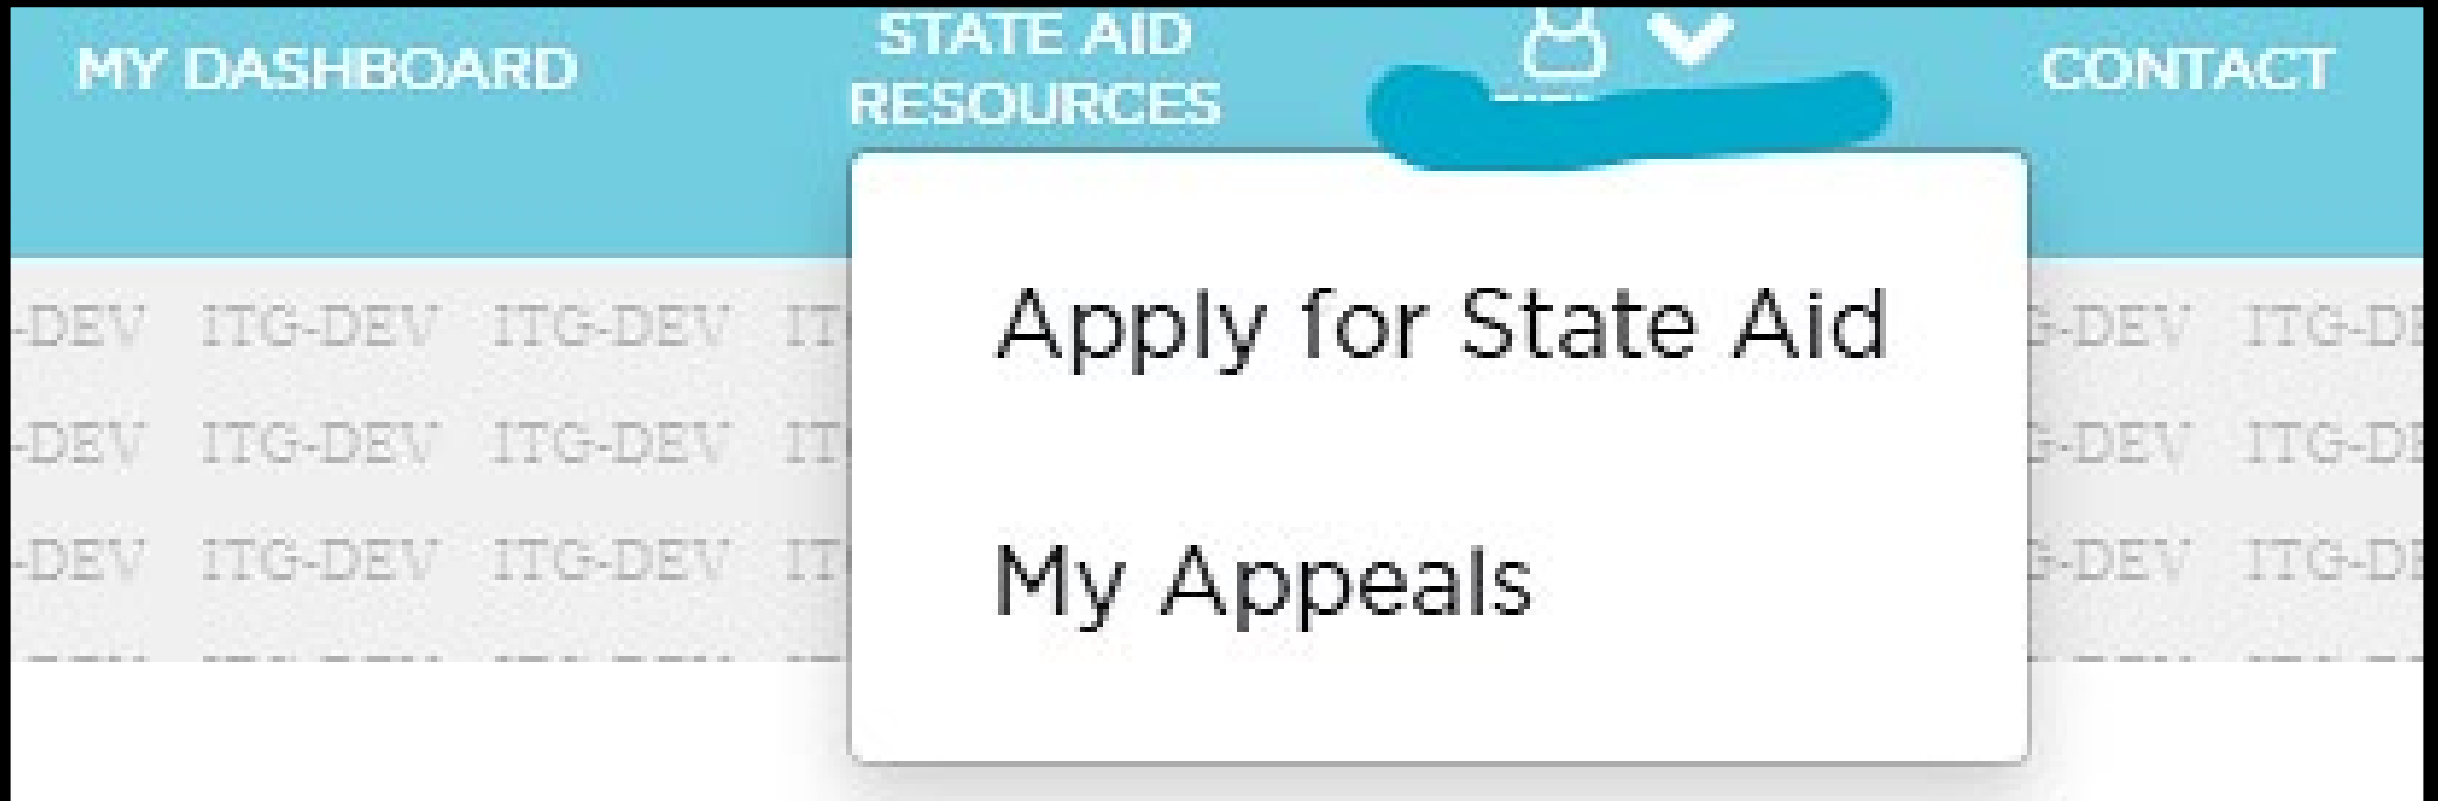 MY DASHBOARD
STATE AID
RESOURCES
CONTACT
Apply for State Aid
My Appeals
-DEV ITG-DEV ITG-DEV
-DEV ITG-DEV ITG-DEV
-DEV ITG-DEV ITG-DEV